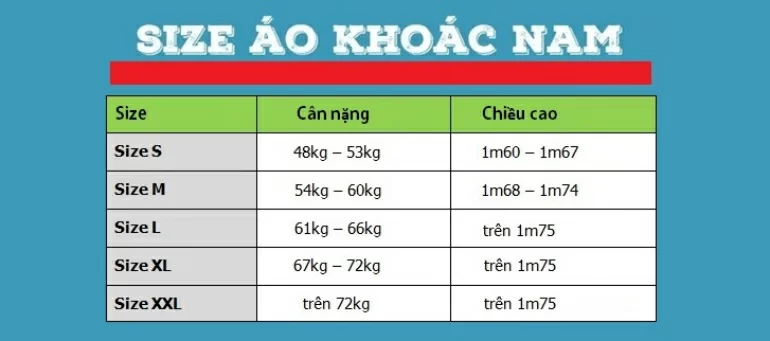 SIZE ÁO KHOÁC NAM
Size Cân nặng Chiều cao
Size S 48kg – 53kg 1m60 – 1m67
Size M 54kg – 60kg 1m68 – 1m74
Size L 61kg – 66kg trên 1m75
Size XL 67kg – 72kg trên 1m75
Size XXL trên 72kg trên 1m75